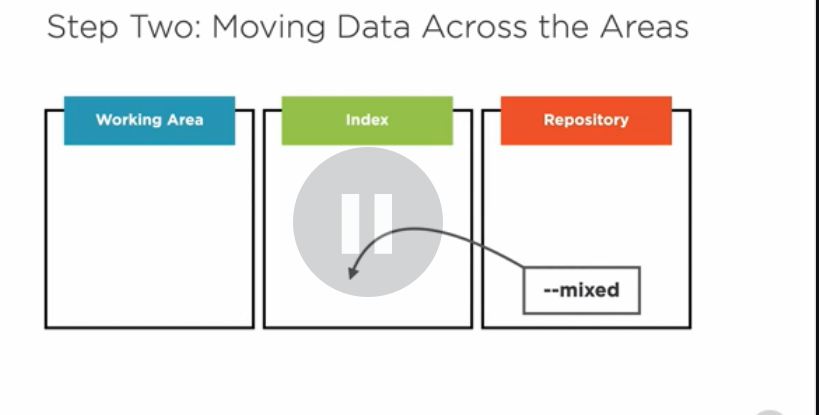 Step Two: Moving Data Across the Areas
Working Area
Index
Repository
--mixed